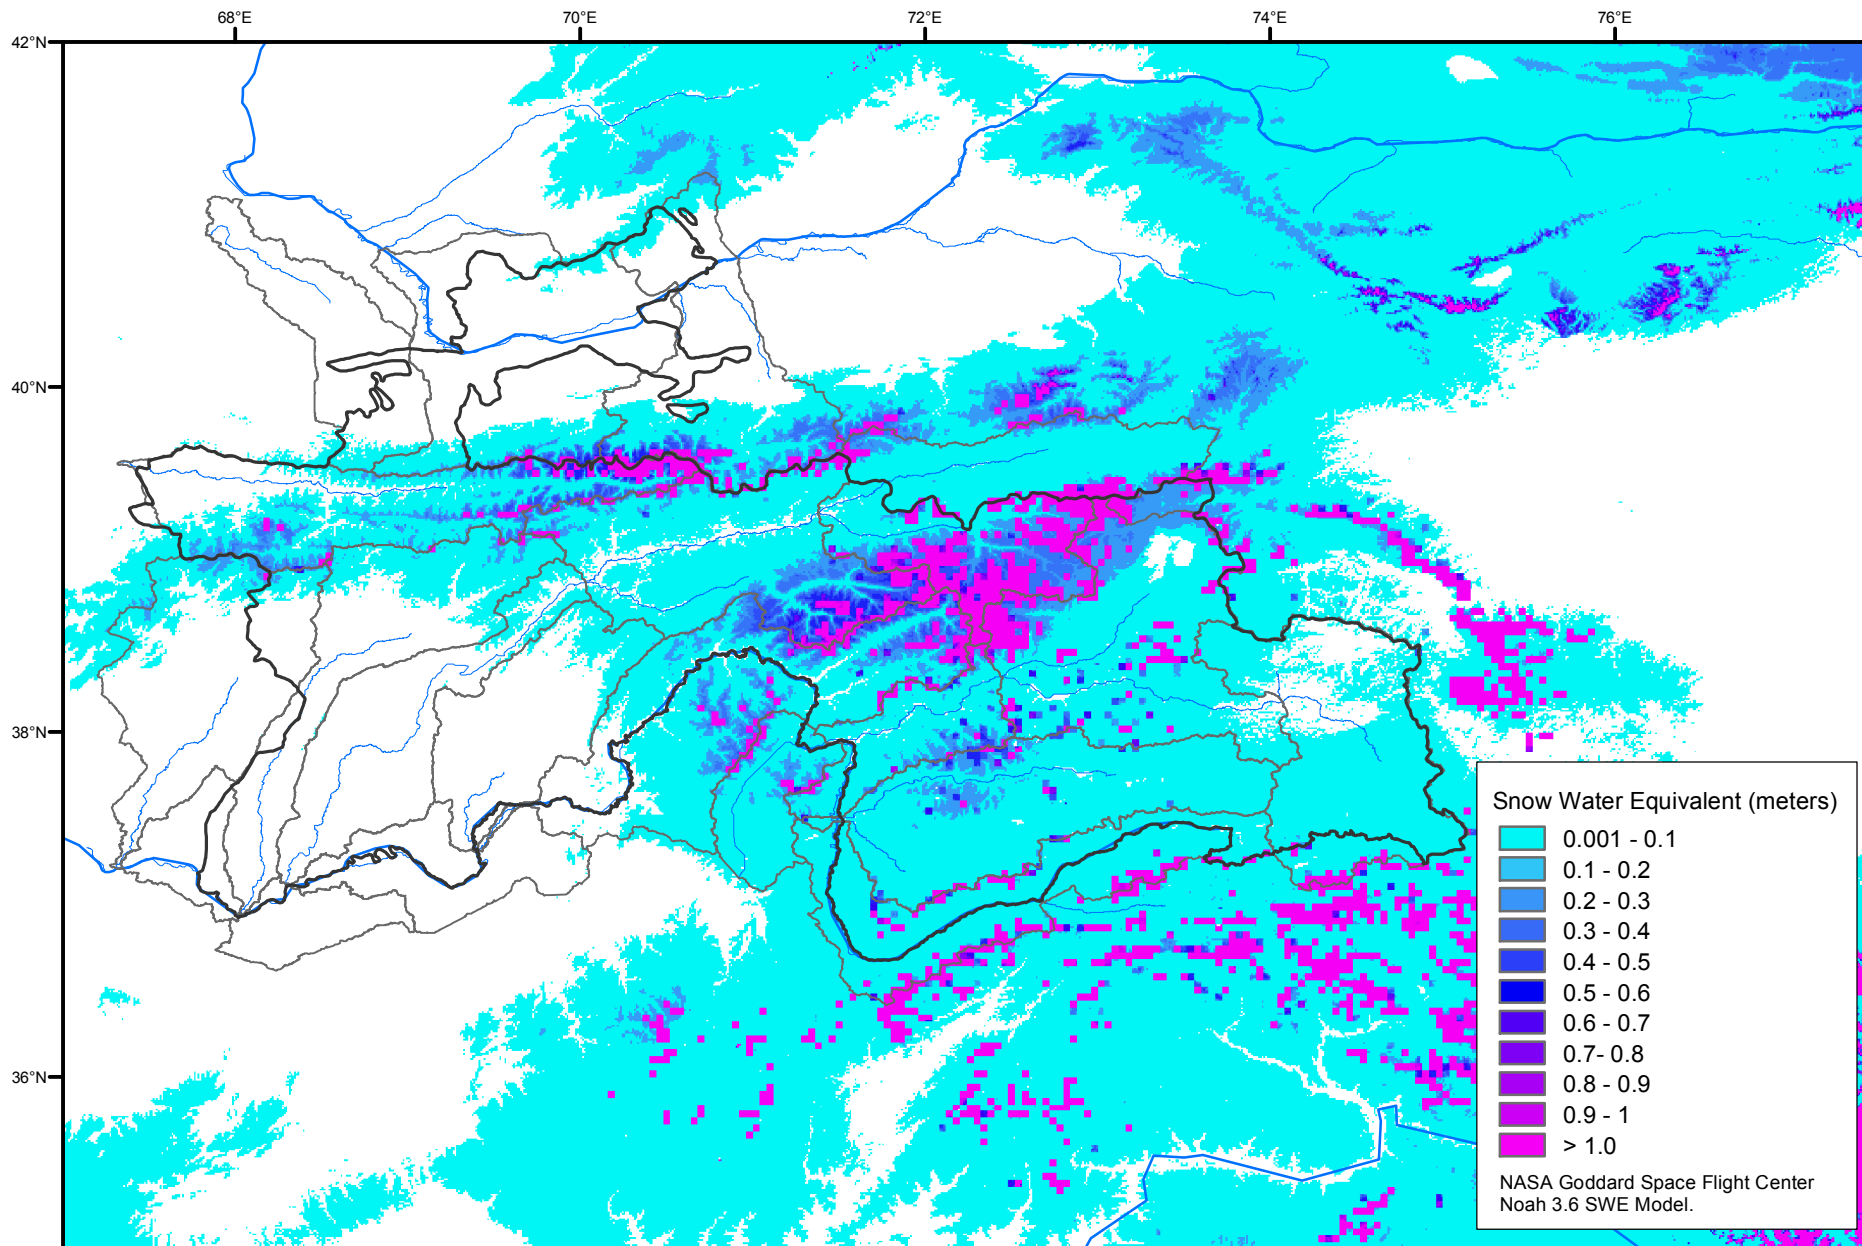 68°E 70°E 72°E 74°E 76°E
42°N
40°N
38°N
36°N
Snow Water Equivalent (meters)
0.001 - 0.1
0.1 - 0.2
0.2 - 0.3
0.3 - 0.4
0.4 - 0.5
0.5 - 0.6
0.6 - 0.7
0.7- 0.8
0.8 - 0.9
0.9 - 1
> 1.0
NASA Goddard Space Flight Center
Noah 3.6 SWE Model.